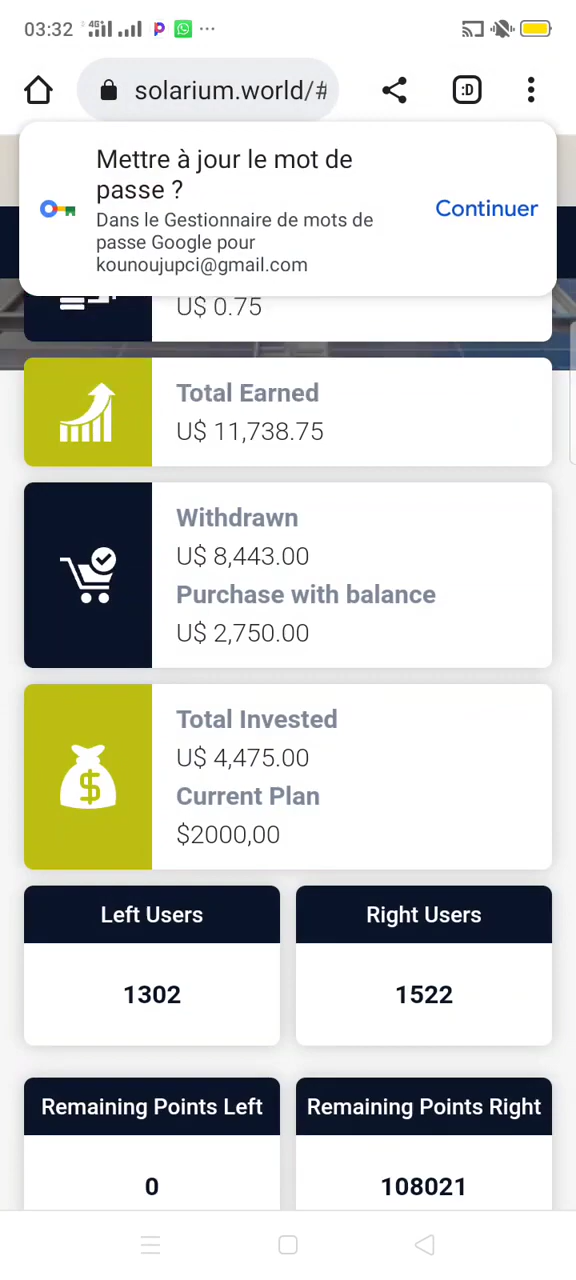 03:32 4G+
solarium.world/# :D
Mettre à jour le mot de
passe ?
Dans le Gestionnaire de mots de
passe Google pour
kounoujupci@gmail.com
Continuer
U$ 0.75
Total Earned
U$ 11,738.75
Withdrawn
U$ 8,443.00
Purchase with balance
U$ 2,750.00
Total Invested
U$ 4,475.00
Current Plan
$2000,00
Left Users
1302
Right Users
1522
Remaining Points Left
0
Remaining Points Right
108021